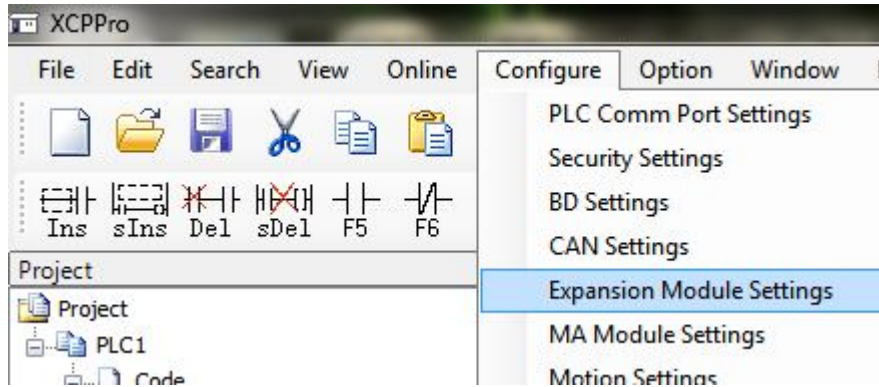 XCPPro
File Edit Search View Online Configure Option Window
PLC Comm Port Settings
Security Settings
BD Settings
CAN Settings
Expansion Module Settings
MA Module Settings
Motion Settings
Ins sIns Del sDel F5 F6
Project
Project
PLC1
Code